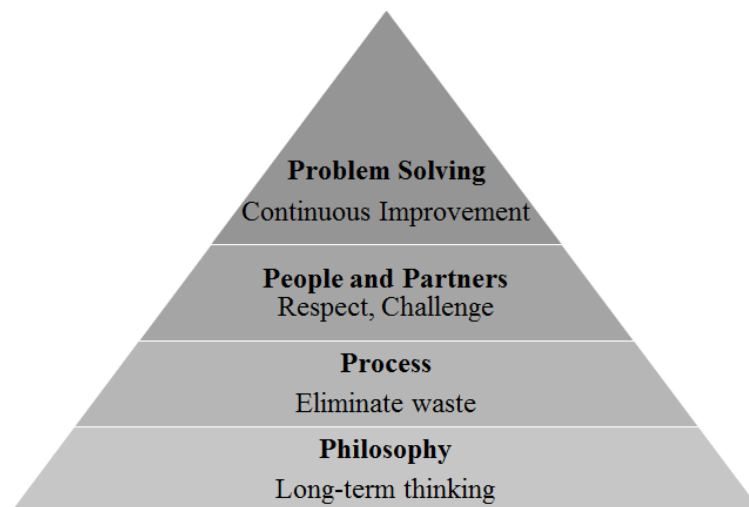 Problem Solving
Continuous Improvement
People and Partners
Respect, Challenge
Process
Eliminate waste
Philosophy
Long-term thinking